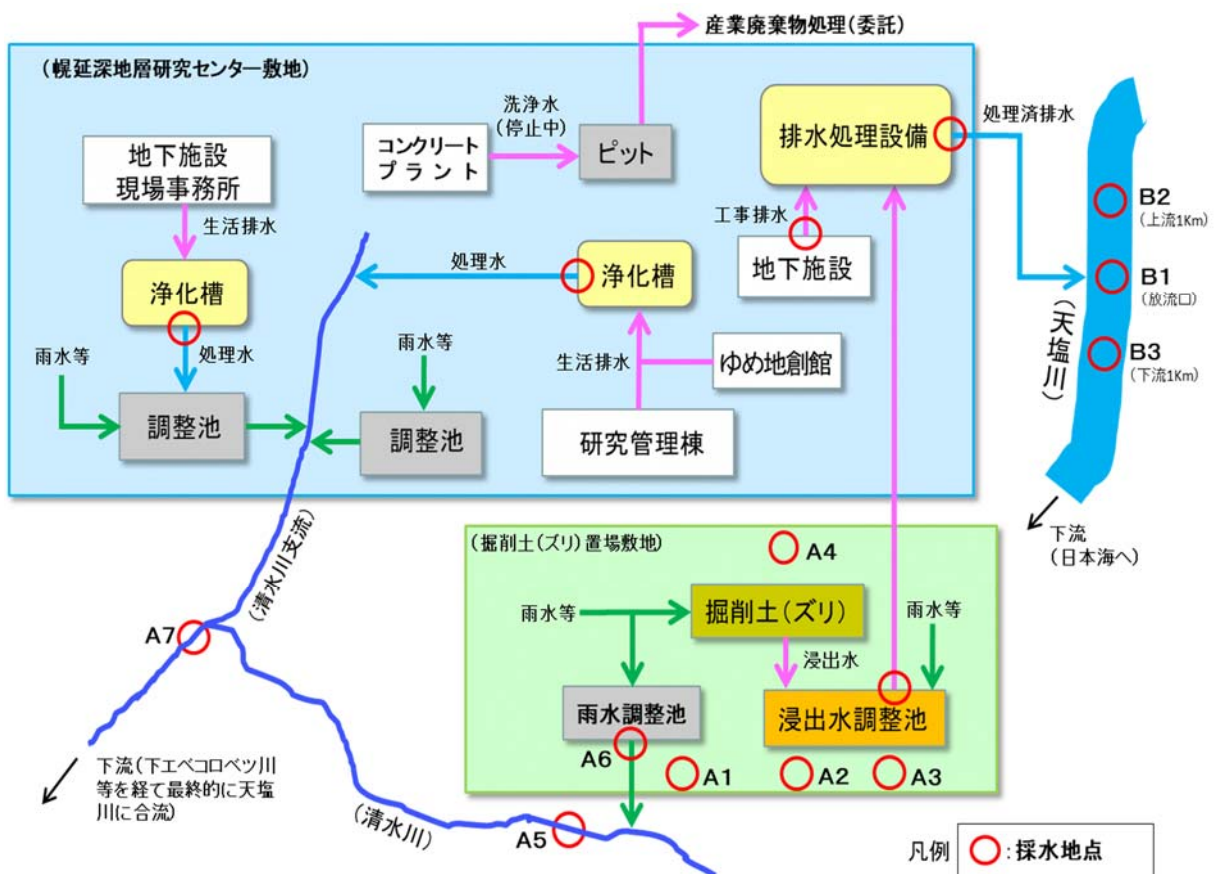 産業廃棄物処理(委託)
(幌延深地層研究センター敷地)
洗浄水
(停止中)
処理済排水
地下施設
現場事務所
コンクリート
プラント
ピット
排水処理設備
生活排水
工事排水
B2
(上流1Km)
処理水
浄化槽
地下施設
浄化槽
B1
(放流口)
(天塩川)
雨水等
処理水
雨水等
生活排水
ゆめ地創館
B3
(下流1Km)
調整池
調整池
研究管理棟
下流
(日本海へ)
(清水川支流)
(掘削土(ズリ)置場敷地)
A4
雨水等
掘削土(ズリ)
雨水等
A7
浸出水
雨水調整池
浸出水調整池
A6
A1
A2
A3
下流(下エベコロベツ川
等を経て最終的に天塩
川に合流)
(清水川)
A5
凡例
:採水地点